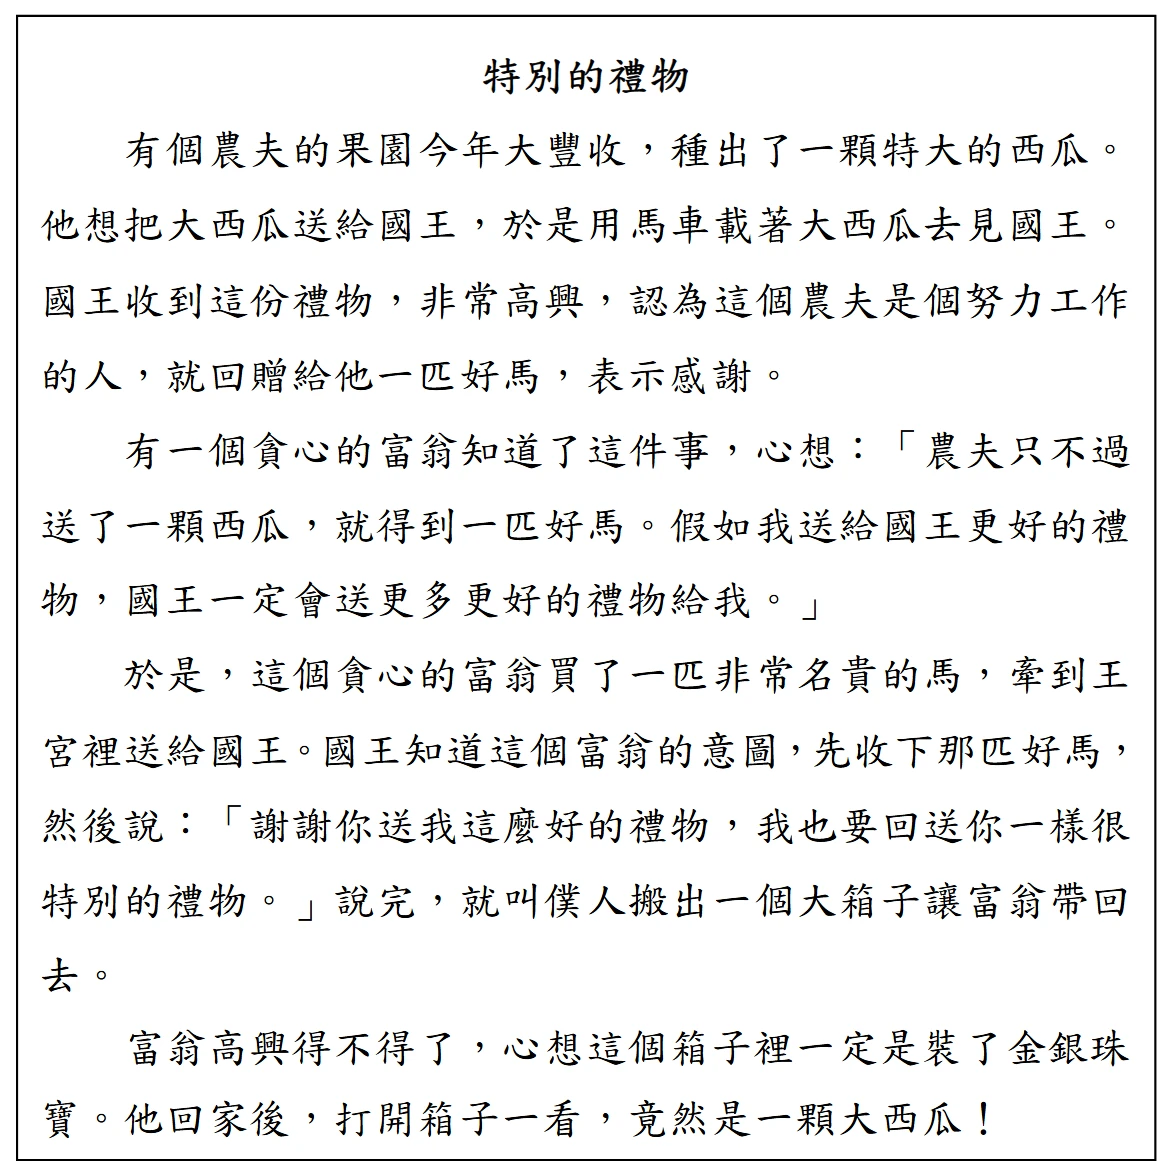 特別的禮物
有個農夫的果園今年大豐收，種出了一顆特大的西瓜。
他想把大西瓜送給國王，於是用馬車載著大西瓜去見國王。
國王收到這份禮物，非常高興，認為這個農夫是個努力工作
的人，就回贈給他一匹好馬，表示感謝。
有一個貪心的富翁知道了這件事，心想：「農夫只不過
送了一顆西瓜，就得到一匹好馬。假如我送給國王更好的禮
物，國王一定會送更多更好的禮物給我。」
於是，這個貪心的富翁買了一匹非常名貴的馬，牽到王
宮裡送給國王。國王知道這個富翁的意圖，先收下那匹好馬，
然後說：「謝謝你送我這麼好的禮物，我也要回送你一樣很
特別的禮物。」說完，就叫僕人搬出一個大箱子讓富翁帶回
去。
富翁高興得不得了，心想這個箱子裡一定是裝了金銀珠
寶。他回家後，打開箱子一看，竟然是一顆大西瓜！